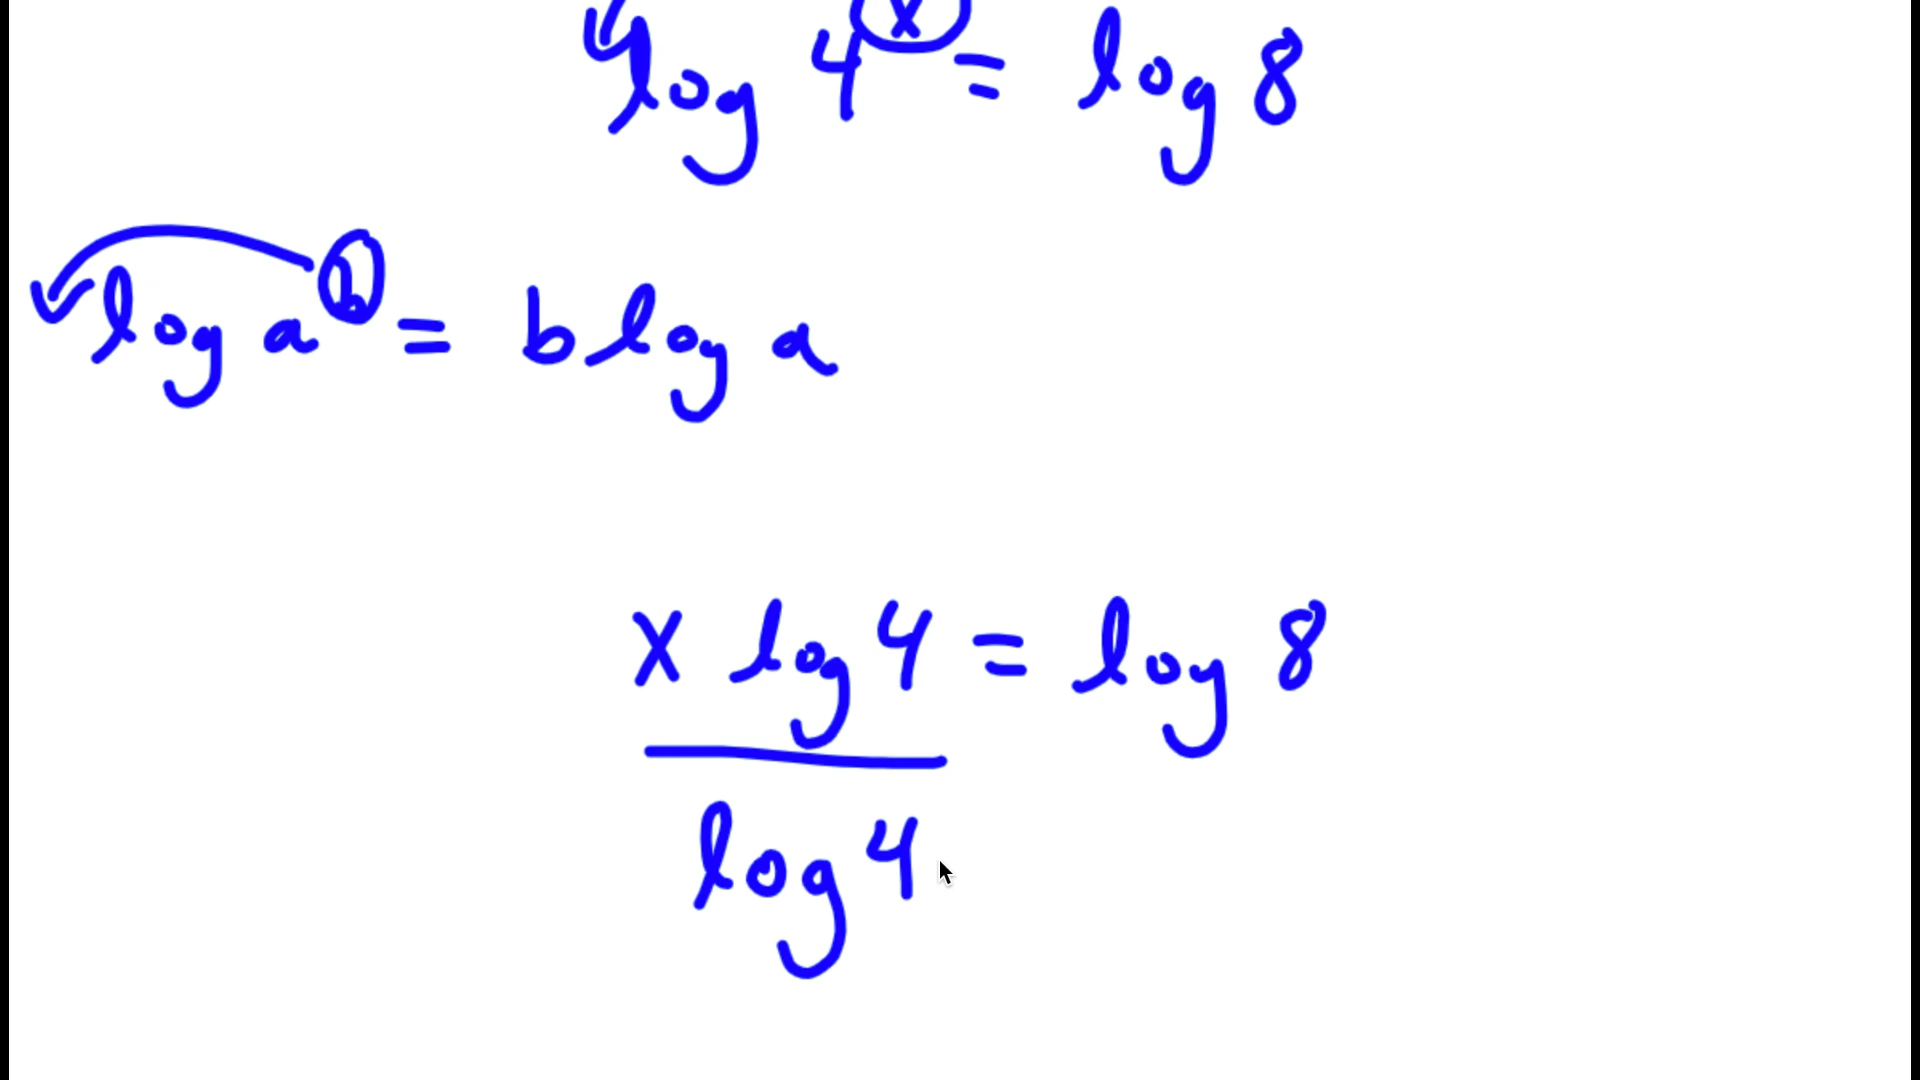 log 4^x = log 8
log a^b = b log a
x log 4 = log 8
log 4